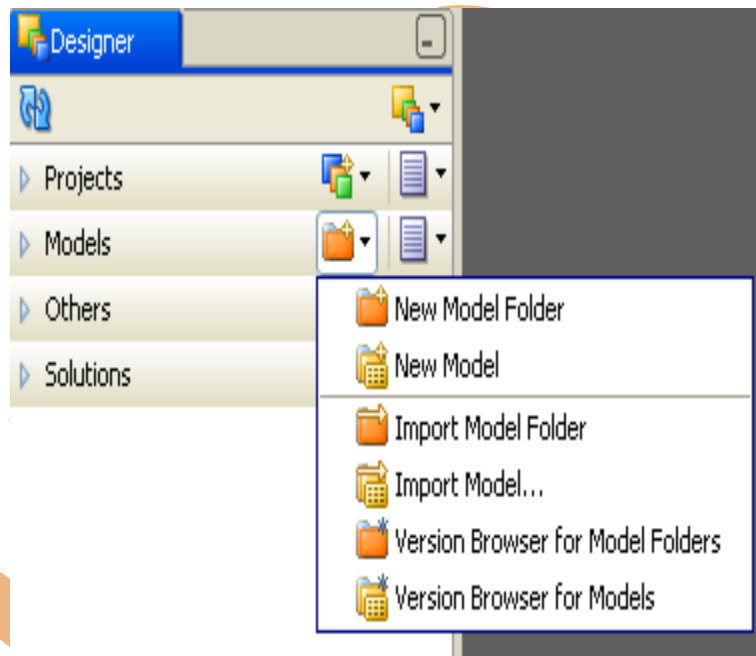 Designer
Projects
Models
Others
Solutions
New Model Folder
New Model
Import Model Folder
Import Model...
Version Browser for Model Folders
Version Browser for Models